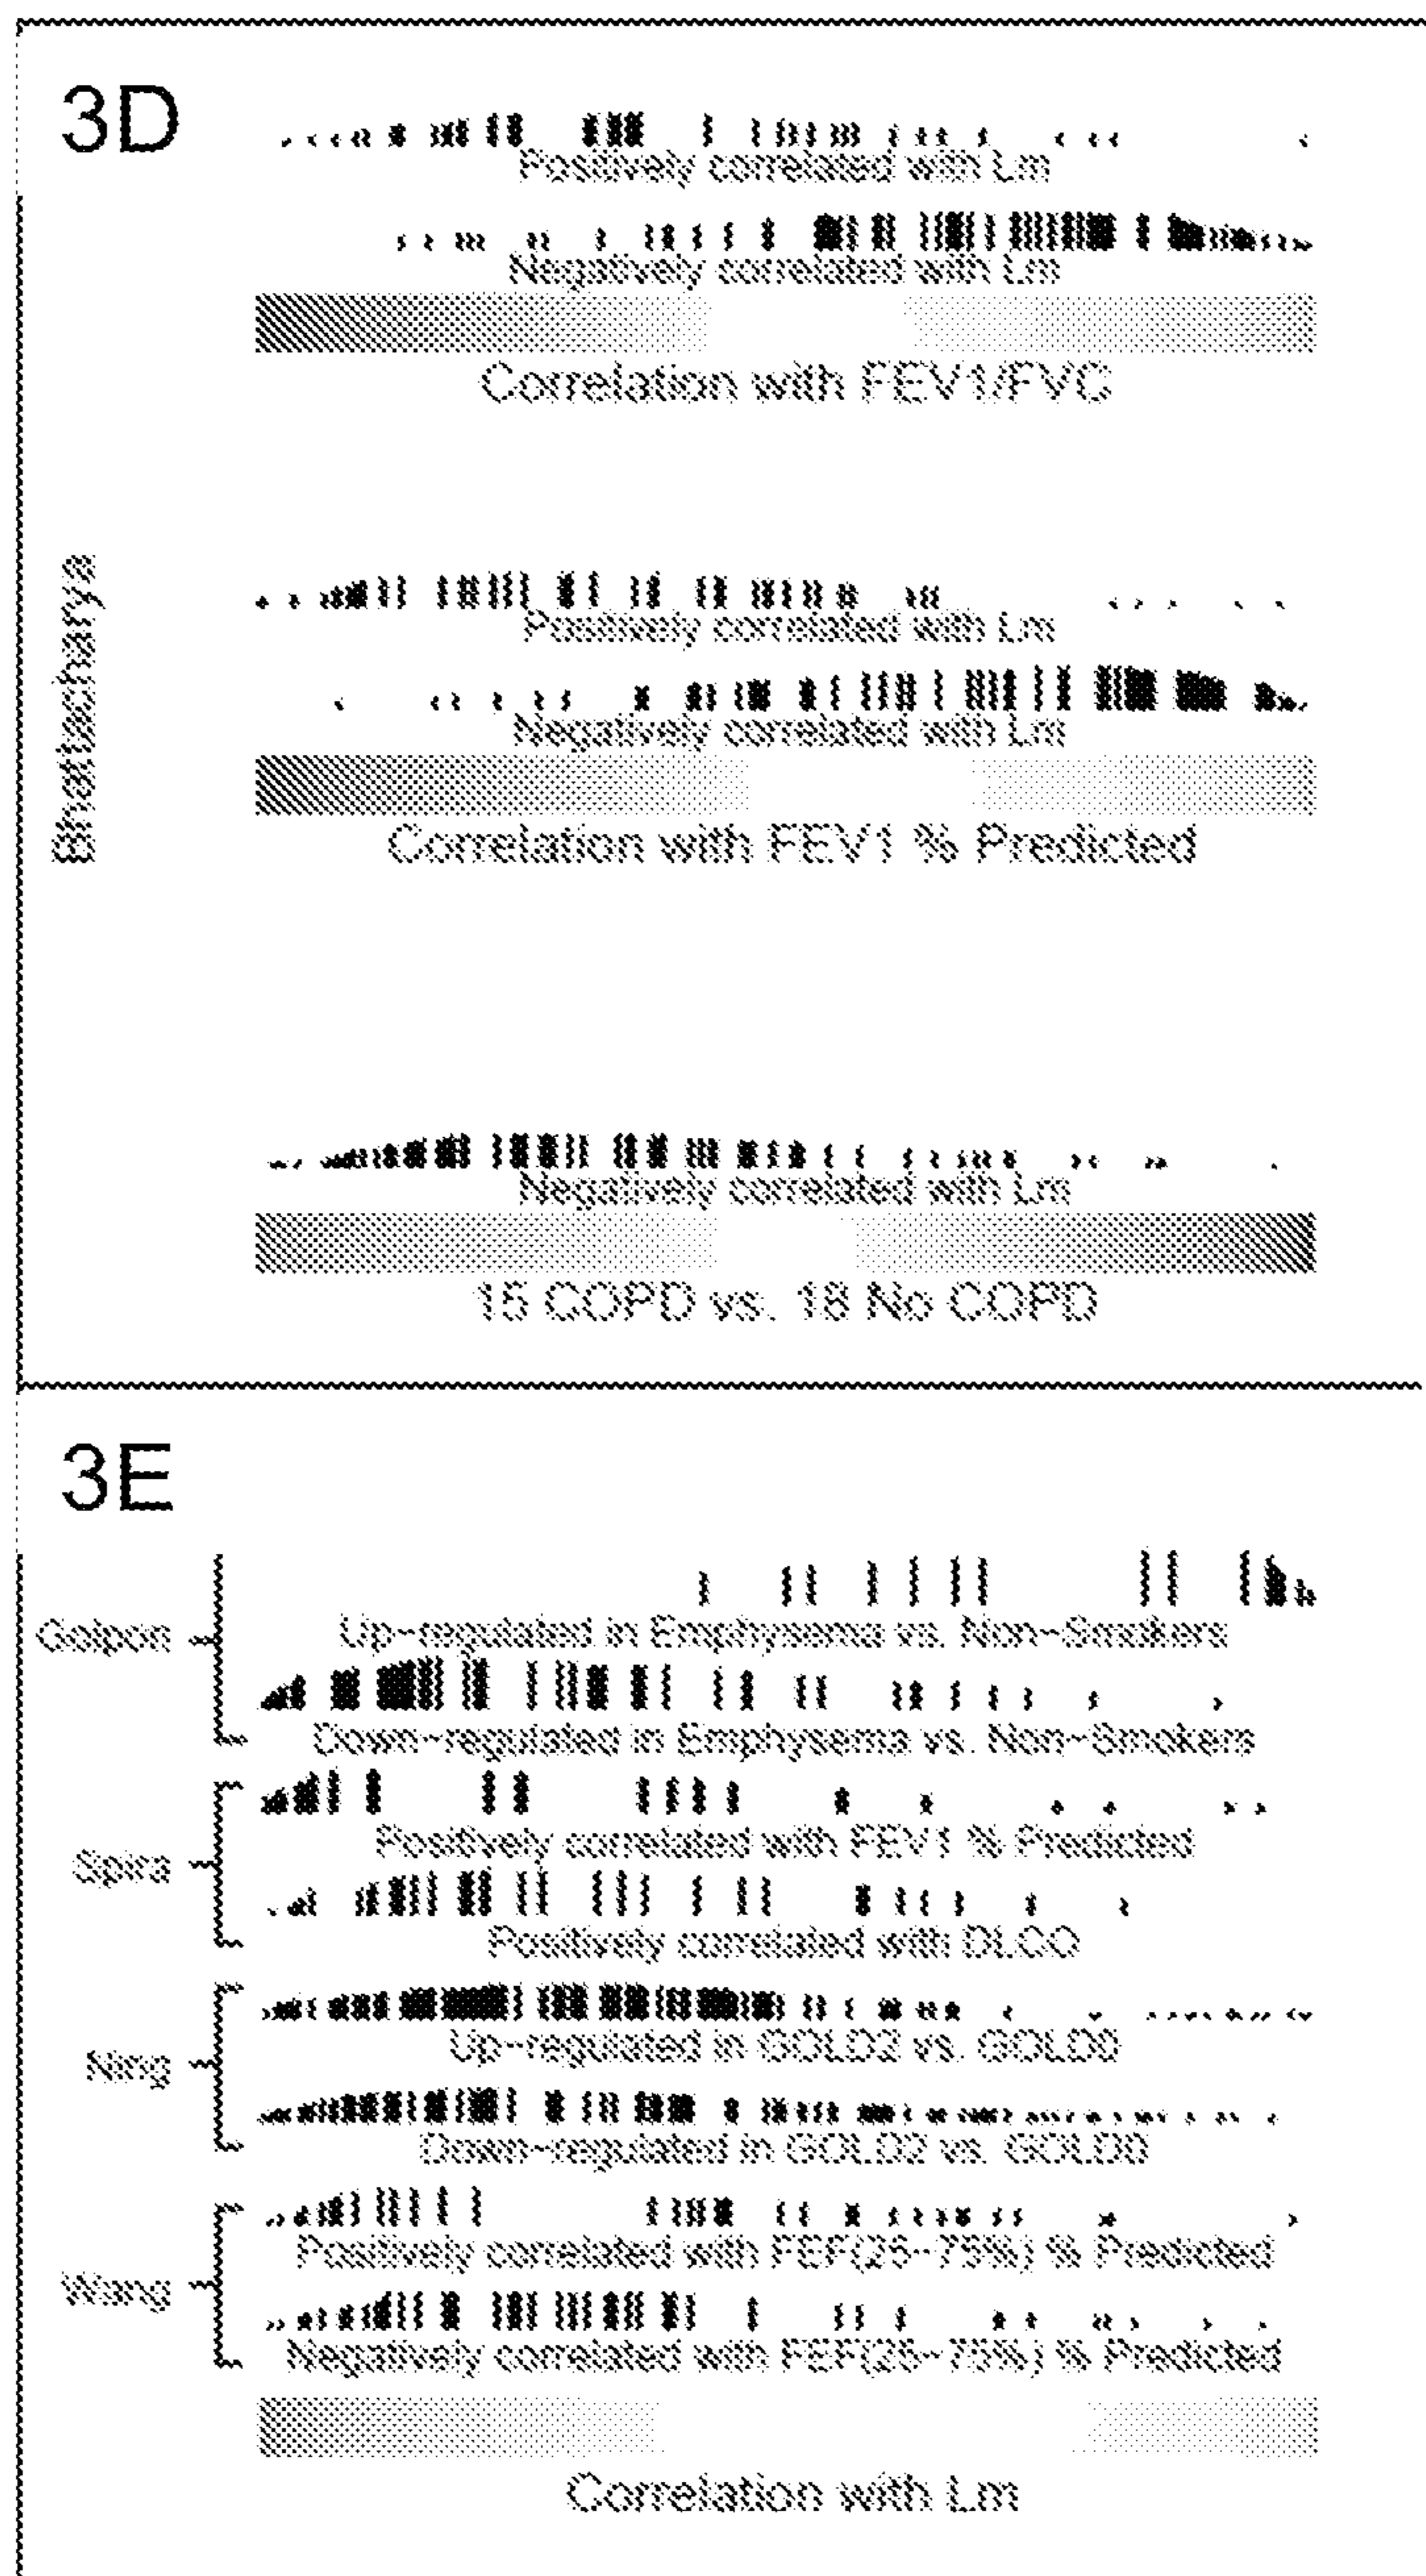 3D
Positively correlated with Lm
Negatively correlated with Lm
Correlation with FEV1/FVC
Bhattacharya
Positively correlated with Lm
Negatively correlated with Lm
Correlation with FEV1 % Predicted
Negatively correlated with Lm
15 COPD vs. 18 No COPD
3E
Golpon
Up-regulated in Emphysema vs. Non-Smokers
Down-regulated in Emphysema vs. Non-Smokers
Spira
Positively correlated with FEV1 % Predicted
Positively correlated with DLCO
Ning
Up-regulated in GOLD2 vs. GOLD0
Down-regulated in GOLD2 vs. GOLD0
Wang
Positively correlated with FEF(25-75%) % Predicted
Negatively correlated with FEF(25-75%) % Predicted
Correlation with Lm